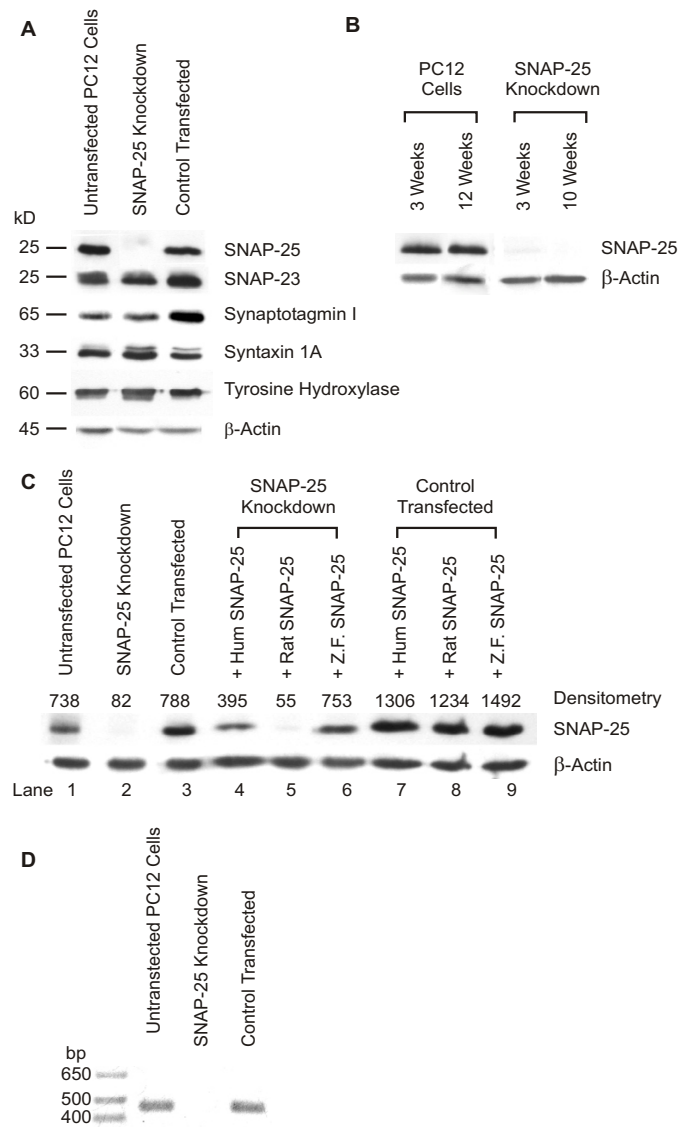 A
Untransfected PC12 Cells
SNAP-25 Knockdown
Control Transfected
kD
25 SNAP-25
25 SNAP-23
65 Synaptotagmin I
33 Syntaxin 1A
60 Tyrosine Hydroxylase
45 β-Actin
B
PC12
Cells
SNAP-25
Knockdown
3 Weeks
12 Weeks
3 Weeks
10 Weeks
SNAP-25
β-Actin
C
SNAP-25
Knockdown
Control
Transfected
Untransfected PC12 Cells
SNAP-25 Knockdown
Control Transfected
+ Hum SNAP-25
+ Rat SNAP-25
+ Z.F. SNAP-25
+ Hum SNAP-25
+ Rat SNAP-25
+ Z.F. SNAP-25
738 82 788 395 55 753 1306 1234 1492 Densitometry
SNAP-25
β-Actin
Lane 1 2 3 4 5 6 7 8 9
D
Untranstected PC12 Cells
SNAP-25 Knockdown
Control Transfected
bp
650
500
400